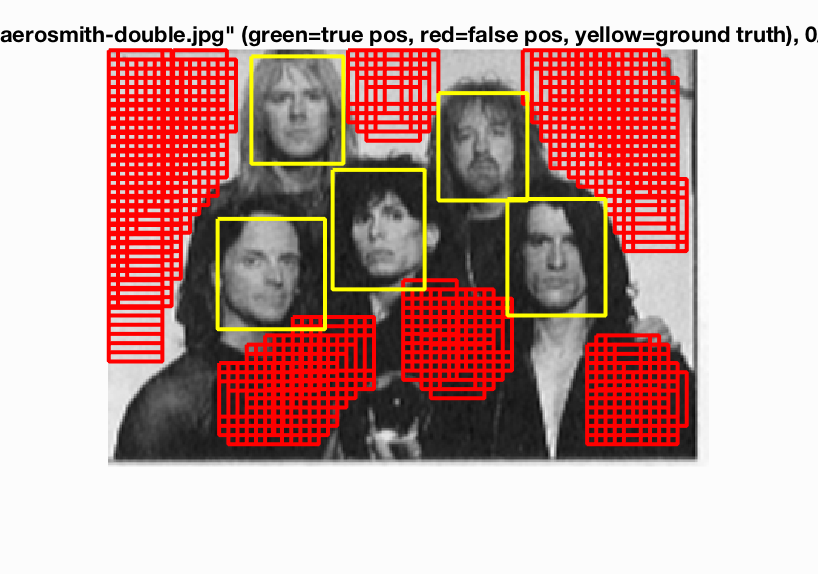 aerosmith-double.jpg" (green=true pos, red=false pos, yellow=ground truth), 0